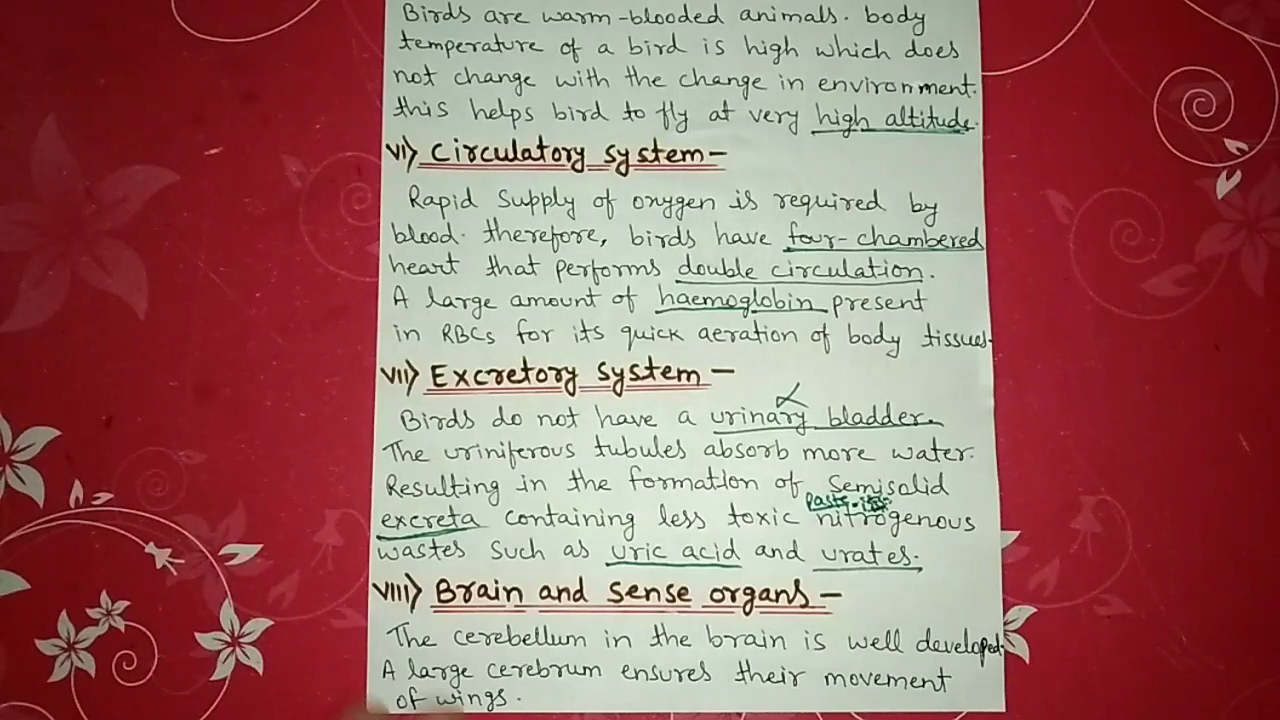 Birds are warm-blooded animals. body
temperature of a bird is high which does
not change with the change in environment.
this helps bird to fly at very high altitude.
VI) Circulatory system-
Rapid supply of oxygen is required by
blood. therefore, birds have four-chambered
heart that performs double circulation.
A large amount of haemoglobin present
in RBCs for its quick aeration of body tissues.
VII) Excretory system-
Birds do not have a urinary bladder.
The uriniferous tubules absorb more water.
Resulting in the formation of Semisolid
excreta containing less toxic nitrogenous
wastes such as uric acid and urates.
VIII) Brain and sense organs-
The cerebellum in the brain is well developed.
A large cerebrum ensures their movement
of wings.